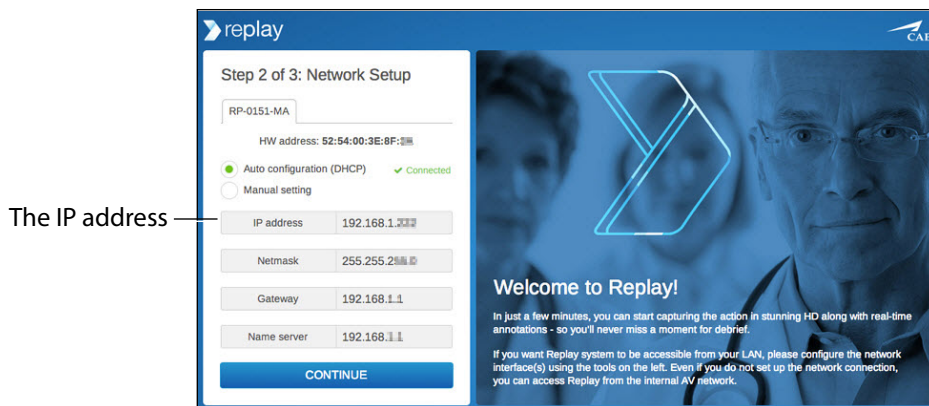 replay
CAE
Step 2 of 3: Network Setup
RP-0151-MA
HW address: 52:54:00:3E:8F:
Auto configuration (DHCP)
Connected
Manual setting
The IP address
IP address 192.168.1.
Netmask 255.255.2
Gateway 192.168.1.1
Name server 192.168.1.1
CONTINUE
Welcome to Replay!
In just a few minutes, you can start capturing the action in stunning HD along with real-time
annotations - so you'll never miss a moment for debrief.
If you want Replay system to be accessible from your LAN, please configure the network
interface(s) using the tools on the left. Even if you do not set up the network connection,
you can access Replay from the internal AV network.